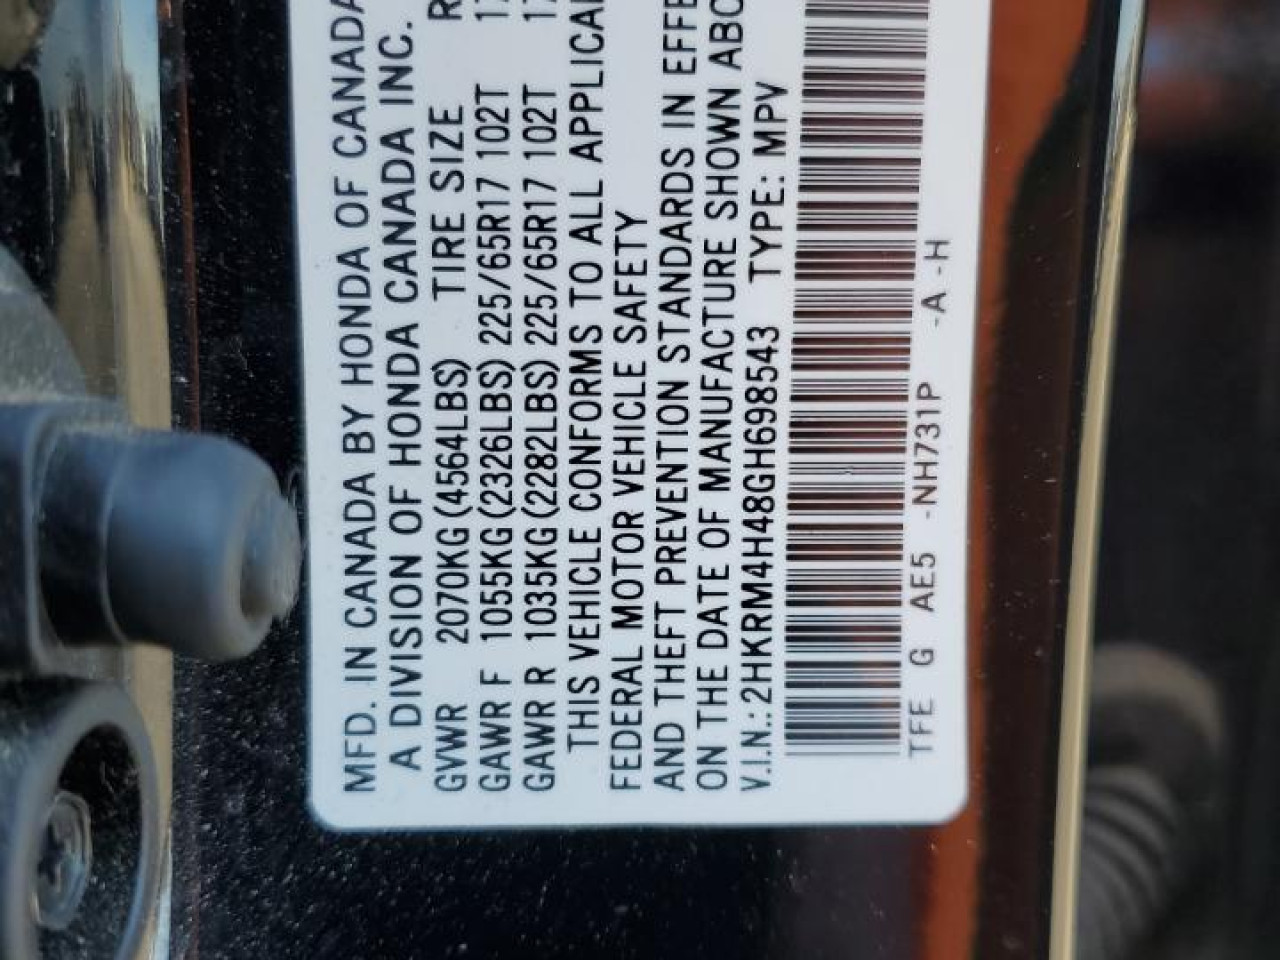 MFD. IN CANADA BY HONDA OF CANADA
A DIVISION OF HONDA CANADA INC.
GVWR 2070KG(4564LBS) TIRE SIZE R
GAWR F 1055KG(2326LBS) 225/65R17 102T 17
GAWR R 1035KG(2282LBS) 225/65R17 102T 17
THIS VEHICLE CONFORMS TO ALL APPLICA
FEDERAL MOTOR VEHICLE SAFETY
AND THEFT PREVENTION STANDARDS IN EFFE
ON THE DATE OF MANUFACTURE SHOWN ABO
V.I.N.: 2HKRM4H48GH698543 TYPE: MPV
TFE G AE5 -NH731P -A -H